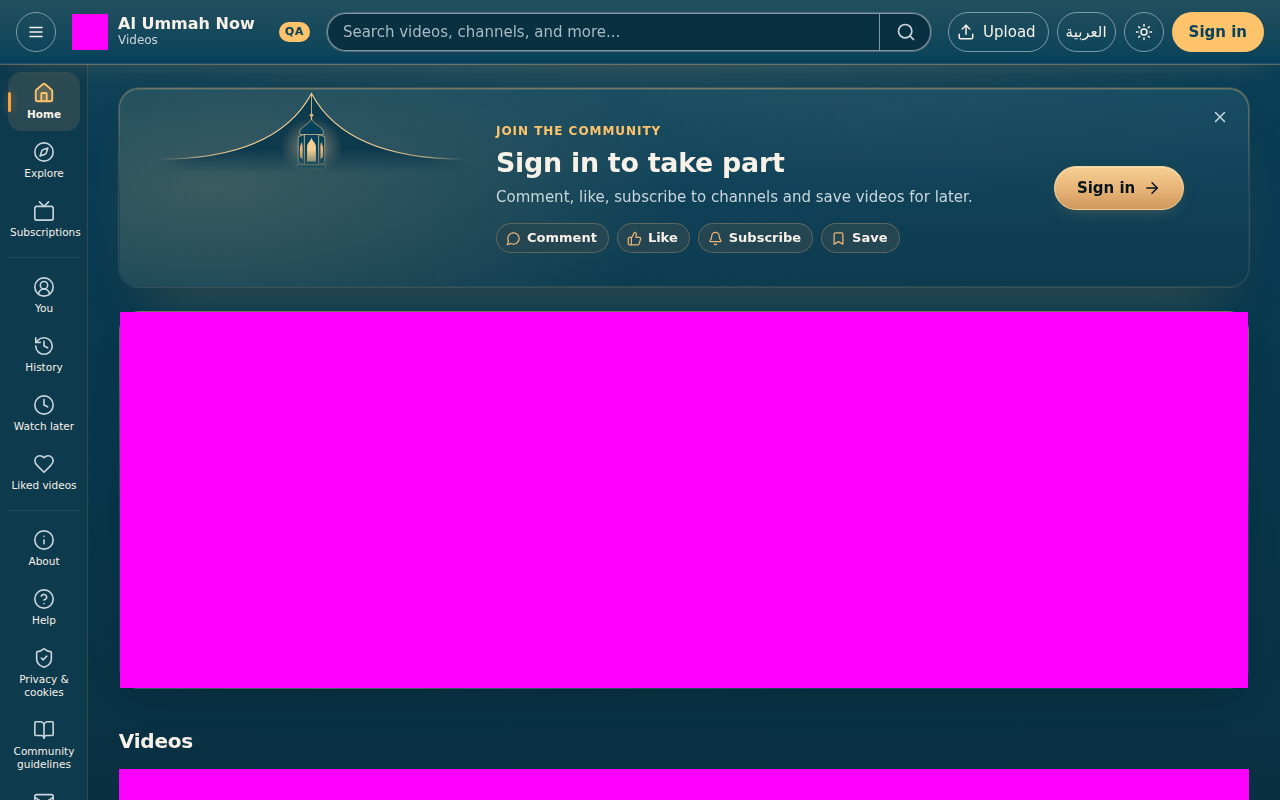 Al Ummah Now
Videos
QA
Search videos, channels, and more...
Upload
العربية
Sign in
Home
Explore
Subscriptions
You
History
Watch later
Liked videos
About
Help
Privacy &
cookies
Community
guidelines
JOIN THE COMMUNITY
Sign in to take part
Comment, like, subscribe to channels and save videos for later.
Comment
Like
Subscribe
Save
Sign in
Videos